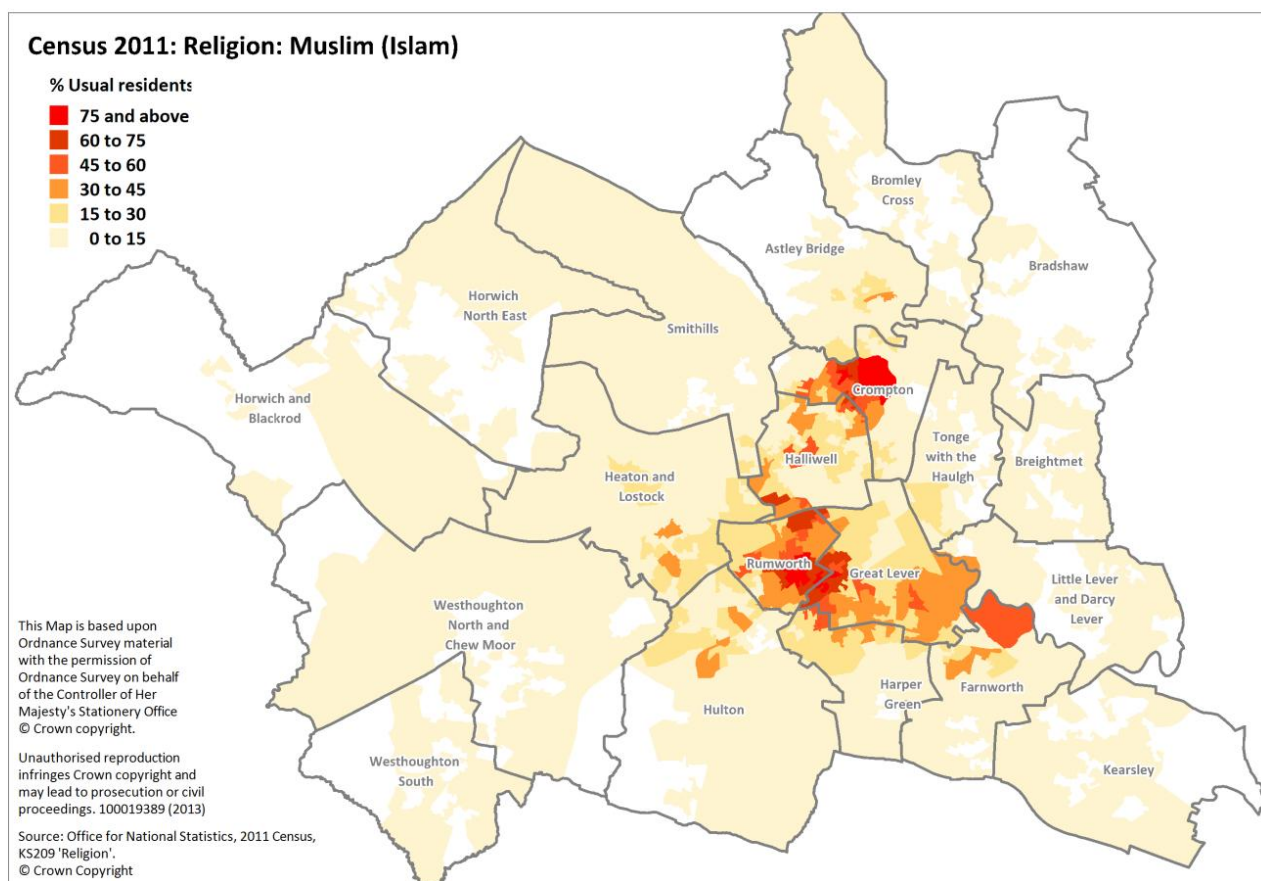 Census 2011: Religion: Muslim (Islam)
% Usual residents
75 and above
60 to 75
45 to 60
30 to 45
15 to 30
0 to 15
Bromley
Cross
Astley Bridge
Bradshaw
Horwich
North East
Smithills
Crompton
Horwich and
Blackrod
Tonge
with the
Haulgh
Halliwell
Breightmet
Heaton and
Lostock
Rumworth
Great Lever
Little Lever
and Darcy
Lever
Westhoughton
North and
Chew Moor
Harper
Green
Farnworth
Hulton
Westhoughton
South
Kearsley
This Map is based upon
Ordnance Survey material
with the permission of
Ordnance Survey on behalf
of the Controller of Her
Majesty's Stationery Office
© Crown copyright.
Unauthorised reproduction
infringes Crown copyright and
may lead to prosecution or civil
proceedings. 100019389 (2013)
Source: Office for National Statistics, 2011 Census,
KS209 'Religion'.
© Crown Copyright